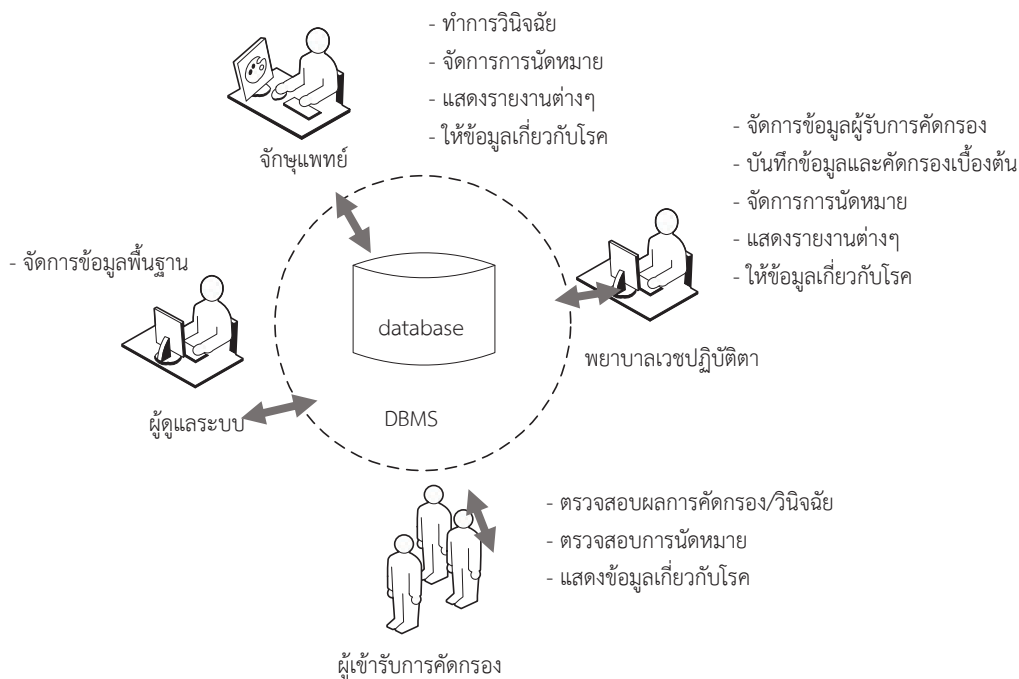 - ทำการวินิจฉัย
- จัดการการนัดหมาย
- แสดงรายงานต่างๆ
- ให้ข้อมูลเกี่ยวกับโรค
จักษุแพทย์
- จัดการข้อมูลผู้รับการคัดกรอง
- บันทึกข้อมูลและคัดกรองเบื้องต้น
- จัดการการนัดหมาย
- แสดงรายงานต่างๆ
- ให้ข้อมูลเกี่ยวกับโรค
พยาบาลเวชปฏิบัติตา
- จัดการข้อมูลพื้นฐาน
ผู้ดูแลระบบ
database
DBMS
- ตรวจสอบผลการคัดกรอง/วินิจฉัย
- ตรวจสอบการนัดหมาย
- แสดงข้อมูลเกี่ยวกับโรค
ผู้เข้ารับการคัดกรอง